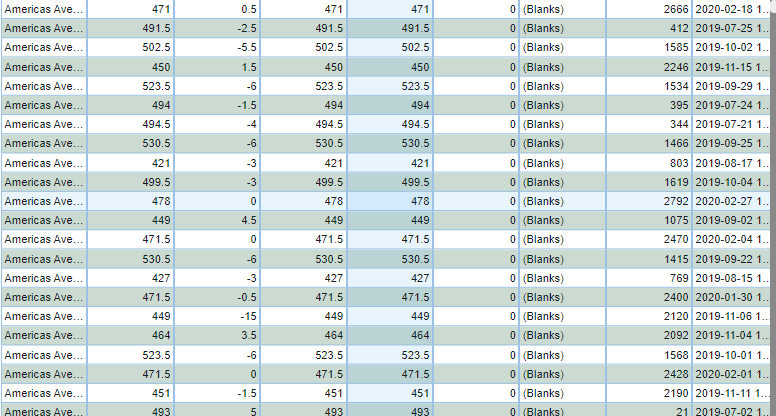 Americas Ave... 471 0.5 471 471 0 (Blanks) 2666 2020-02-18 1...
Americas Ave... 491.5 -2.5 491.5 491.5 0 (Blanks) 412 2019-07-25 1...
Americas Ave... 502.5 -5.5 502.5 502.5 0 (Blanks) 1585 2019-10-02 1...
Americas Ave... 450 1.5 450 450 0 (Blanks) 2246 2019-11-15 1...
Americas Ave... 523.5 -6 523.5 523.5 0 (Blanks) 1534 2019-09-29 1...
Americas Ave... 494 -1.5 494 494 0 (Blanks) 395 2019-07-24 1...
Americas Ave... 494.5 -4 494.5 494.5 0 (Blanks) 344 2019-07-21 1...
Americas Ave... 530.5 -6 530.5 530.5 0 (Blanks) 1466 2019-09-25 1...
Americas Ave... 421 -3 421 421 0 (Blanks) 803 2019-08-17 1...
Americas Ave... 499.5 -3 499.5 499.5 0 (Blanks) 1619 2019-10-04 1...
Americas Ave... 478 0 478 478 0 (Blanks) 2792 2020-02-27 1...
Americas Ave... 449 4.5 449 449 0 (Blanks) 1075 2019-09-02 1...
Americas Ave... 471.5 0 471.5 471.5 0 (Blanks) 2470 2020-02-04 1...
Americas Ave... 530.5 -6 530.5 530.5 0 (Blanks) 1415 2019-09-22 1...
Americas Ave... 427 -3 427 427 0 (Blanks) 769 2019-08-15 1...
Americas Ave... 471.5 -0.5 471.5 471.5 0 (Blanks) 2400 2020-01-30 1...
Americas Ave... 449 -15 449 449 0 (Blanks) 2120 2019-11-06 1...
Americas Ave... 464 3.5 464 464 0 (Blanks) 2092 2019-11-04 1...
Americas Ave... 523.5 -6 523.5 523.5 0 (Blanks) 1568 2019-10-01 1...
Americas Ave... 471.5 0 471.5 471.5 0 (Blanks) 2428 2020-02-01 1...
Americas Ave... 451 -1.5 451 451 0 (Blanks) 2190 2019-11-11 1...
Americas Ave... 493 5 493 493 0 (Blanks) 21 2019-07-02 1...